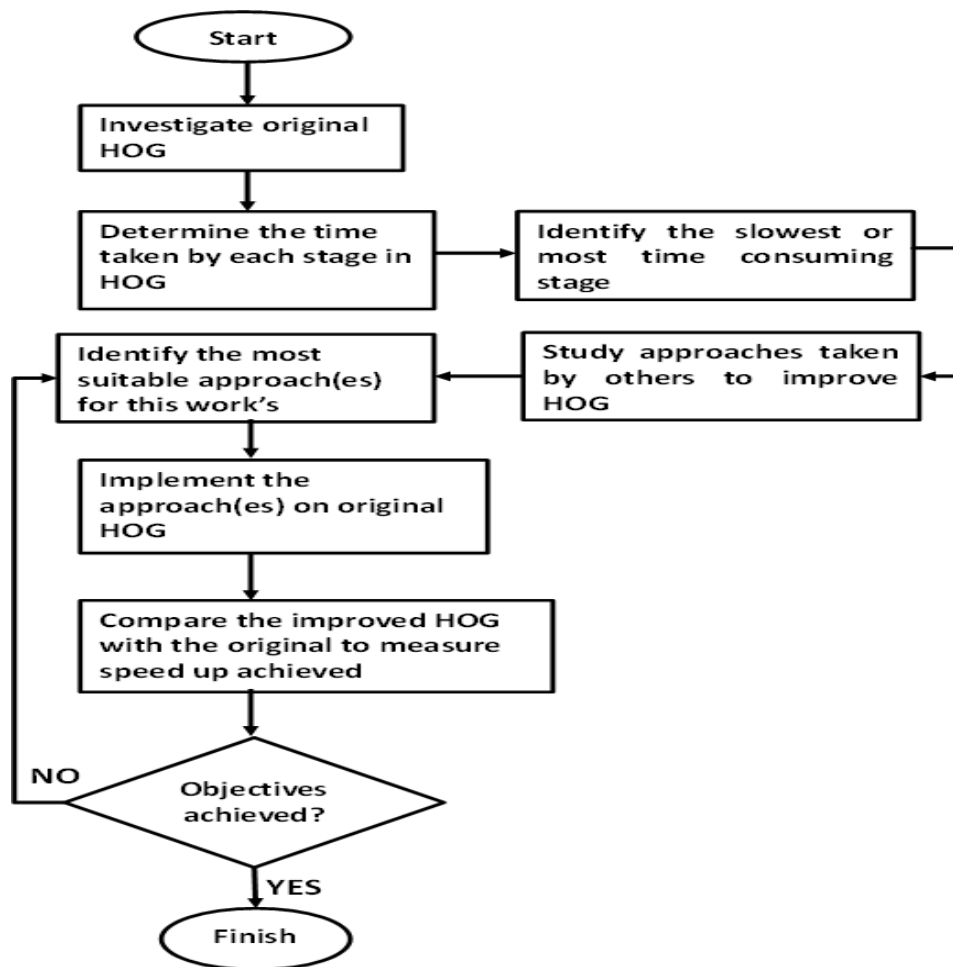 Start
Investigate original
HOG
Determine the time
taken by each stage in
HOG
Identify the slowest or
most time consuming
stage
Study approaches taken
by others to improve
HOG
Identify the most
suitable approach(es)
for this work's
Implement the
approach(es) on original
HOG
Compare the improved HOG
with the original to measure
speed up achieved
Objectives
achieved?
NO
YES
Finish